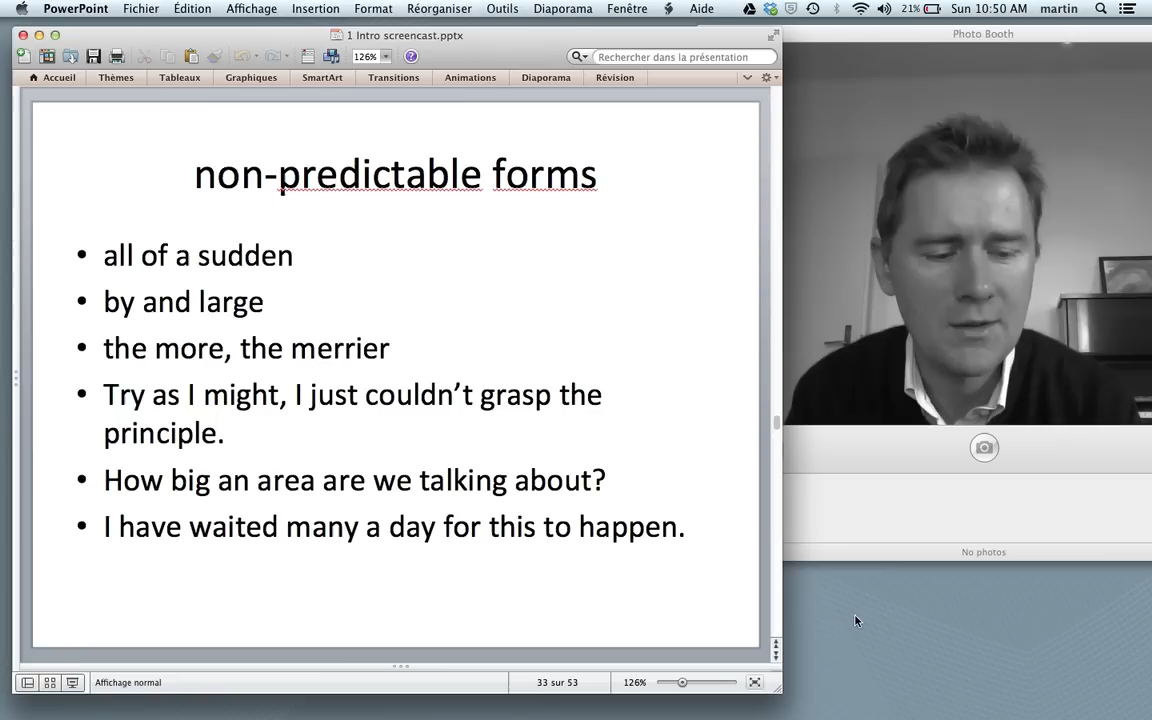 PowerPoint Fichier Édition Affichage Insertion Format Réorganiser Outils Diaporama Fenêtre Aide 21% Sun 10:50 AM martin
1 Intro screencast.pptx
Photo Booth
126% Rechercher dans la présentation
Accueil Thèmes Tableaux Graphiques SmartArt Transitions Animations Diaporama Révision
non-predictable forms
• all of a sudden
• by and large
• the more, the merrier
• Try as I might, I just couldn’t grasp the
principle.
• How big an area are we talking about?
• I have waited many a day for this to happen.
No photos
Affichage normal 33 sur 53 126%